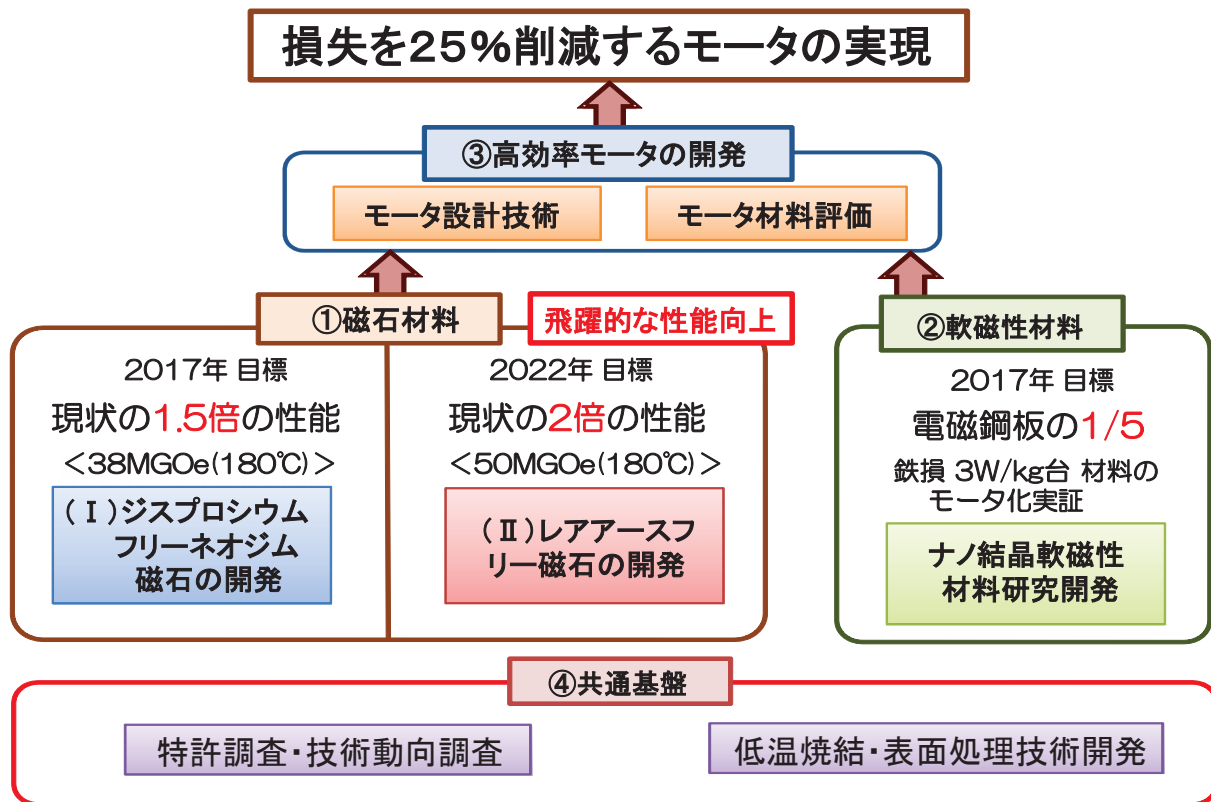 損失を25%削減するモータの実現
③高効率モータの開発
モータ設計技術
モータ材料評価
①磁石材料
飛躍的な性能向上
2017年 目標
現状の1.5倍の性能
<38MGOe(180℃)>
(Ⅰ)ジスプロシウム
フリーネオジム
磁石の開発
2022年 目標
現状の2倍の性能
<50MGOe(180℃)>
(Ⅱ)レアアースフ
リー磁石の開発
②軟磁性材料
2017年 目標
電磁鋼板の1/5
鉄損 3W/kg台 材料の
モータ化実証
ナノ結晶軟磁性
材料研究開発
④共通基盤
特許調査・技術動向調査
低温焼結・表面処理技術開発